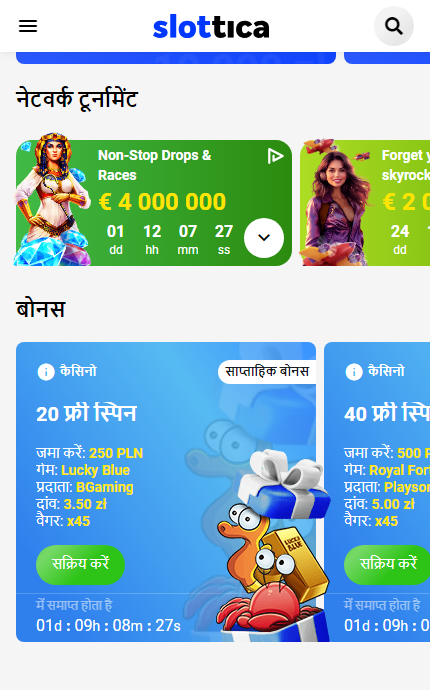 slottica
नेटवर्क टूर्नामेंट
Non-Stop Drops &
Races
€ 4 000 000
01 12 07 27
dd hh mm ss
Forget y
skyrock
€ 2 0
24
dd
बोनस
कैसिनो
साप्ताहिक बोनस
20 फ्री स्पिन
जमा करें: 250 PLN
गेम: Lucky Blue
प्रदाता: BGaming
दांव: 3.50 zł
वैगर: x45
सक्रिय करें
में समाप्त होता है
01d : 09h : 08m : 27s
LUCKY
BLUE
कैसिनो
40 फ्री स्पि
जमा करें: 500 P
गेम: Royal For
प्रदाता: Playson
दांव: 5.00 zł
वैगर: x45
सक्रिय करें
में समाप्त होता है
01d : 09h : 0